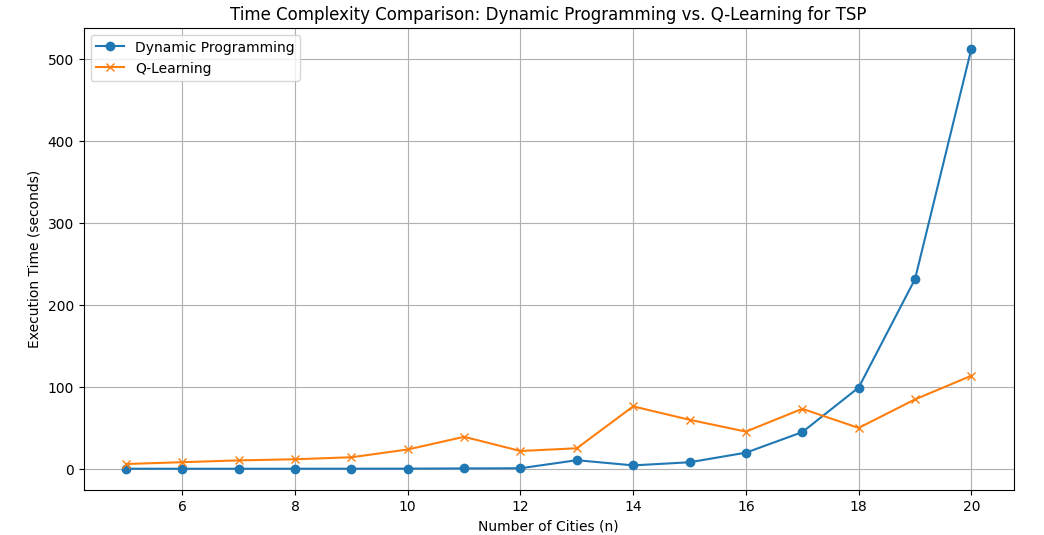 Time Complexity Comparison: Dynamic Programming vs. Q-Learning for TSP
Dynamic Programming
Q-Learning
Execution Time (seconds)
500
400
300
200
100
0
6 8 10 12 14 16 18 20
Number of Cities (n)